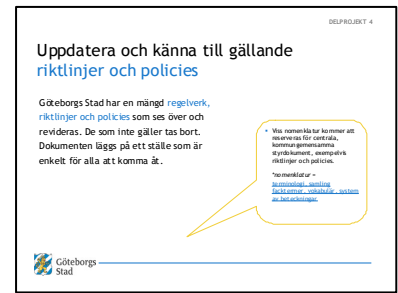 DELPROJEKT 4
Uppdatera och känna till gällande
riktlinjer och policies
Göteborgs Stad har en mängd regelverk,
riktlinjer och policies som ses över och
revideras. De som inte gäller tas bort.
Dokumenten läggs på ett ställe som är
enkelt för alla att komma åt.
• Viss nomenklatur kommer att
reserveras för centrala,
kommungemensamma
styrdokument, exempelvis
riktlinjer och policies.
*nomenklatur =
terminologi, samling
facktermer, vokabulär, system
av beteckningar
Göteborgs
Stad